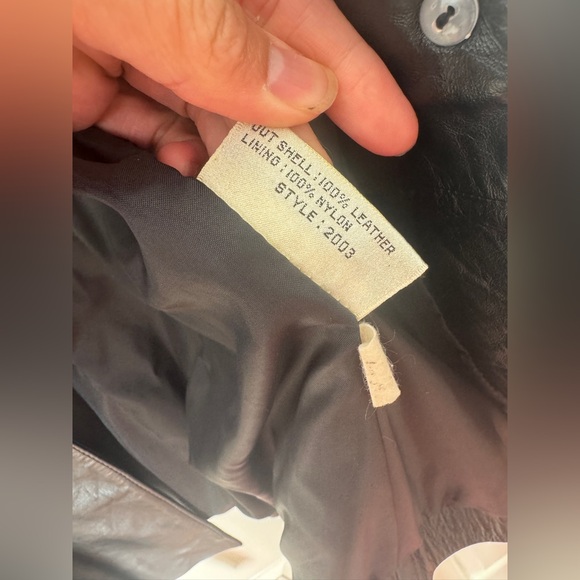 OUT SHELL : 100% LEATHER
LINING : 100% NYLON
STYLE : 2003